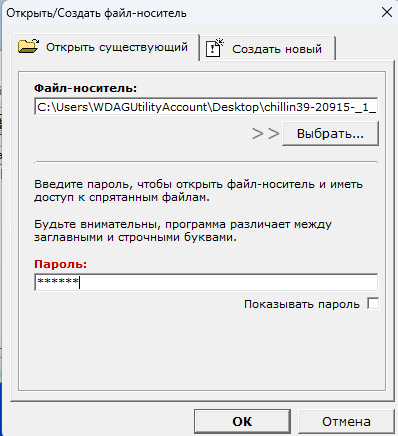 Открыть/Создать файл-носитель
Открыть существующий
Создать новый
Файл-носитель:
C:\Users\WDAGUtilityAccount\Desktop\chillin39-20915-_1_
>> Выбрать...
Введите пароль, чтобы открыть файл-носитель и иметь
доступ к спрятанным файлам.
Будьте внимательны, программа различает между
заглавными и строчными буквами.
Пароль:
******
Показывать пароль
OK
Отмена